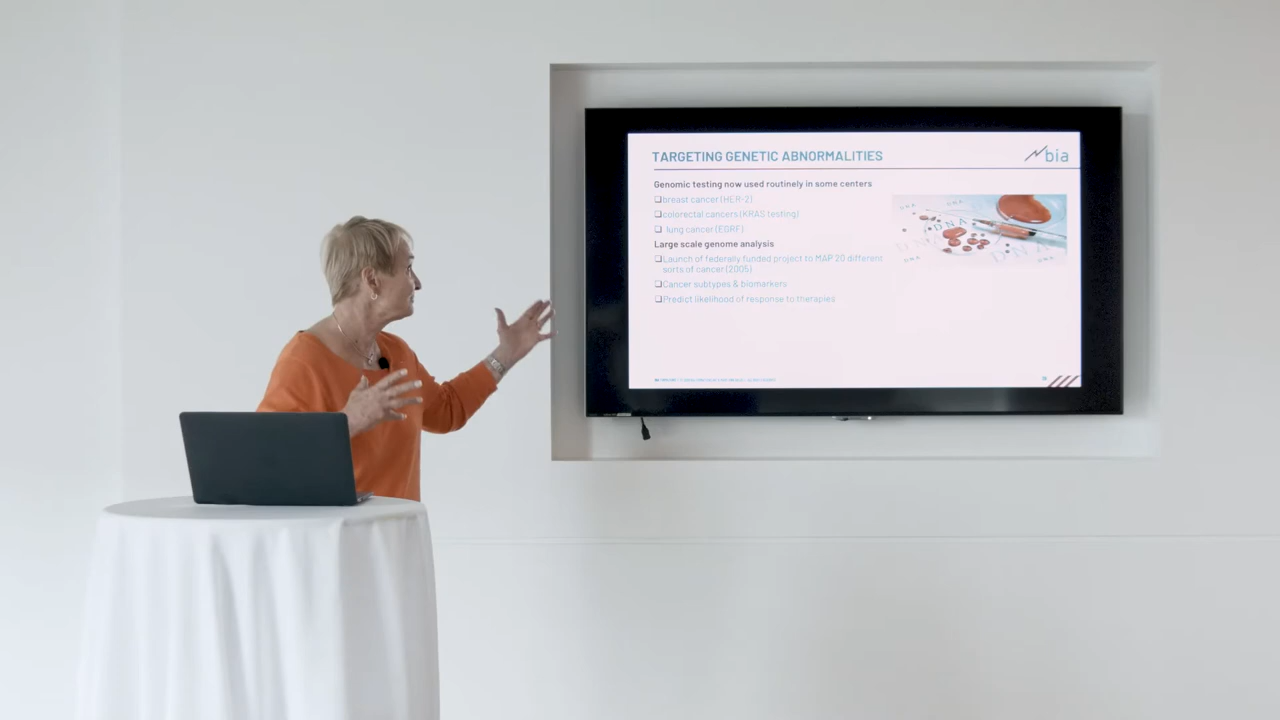 TARGETING GENETIC ABNORMALITIES
bia
Genomic testing now used routinely in some centers
breast cancer (HER-2)
colorectal cancers (KRAS testing)
lung cancer (EGRF)
Large scale genome analysis
Launch of federally funded project to MAP 20 different
sorts of cancer (2005)
Cancer subtypes & biomarkers
Predict likelihood of response to therapies
DNA
DNA